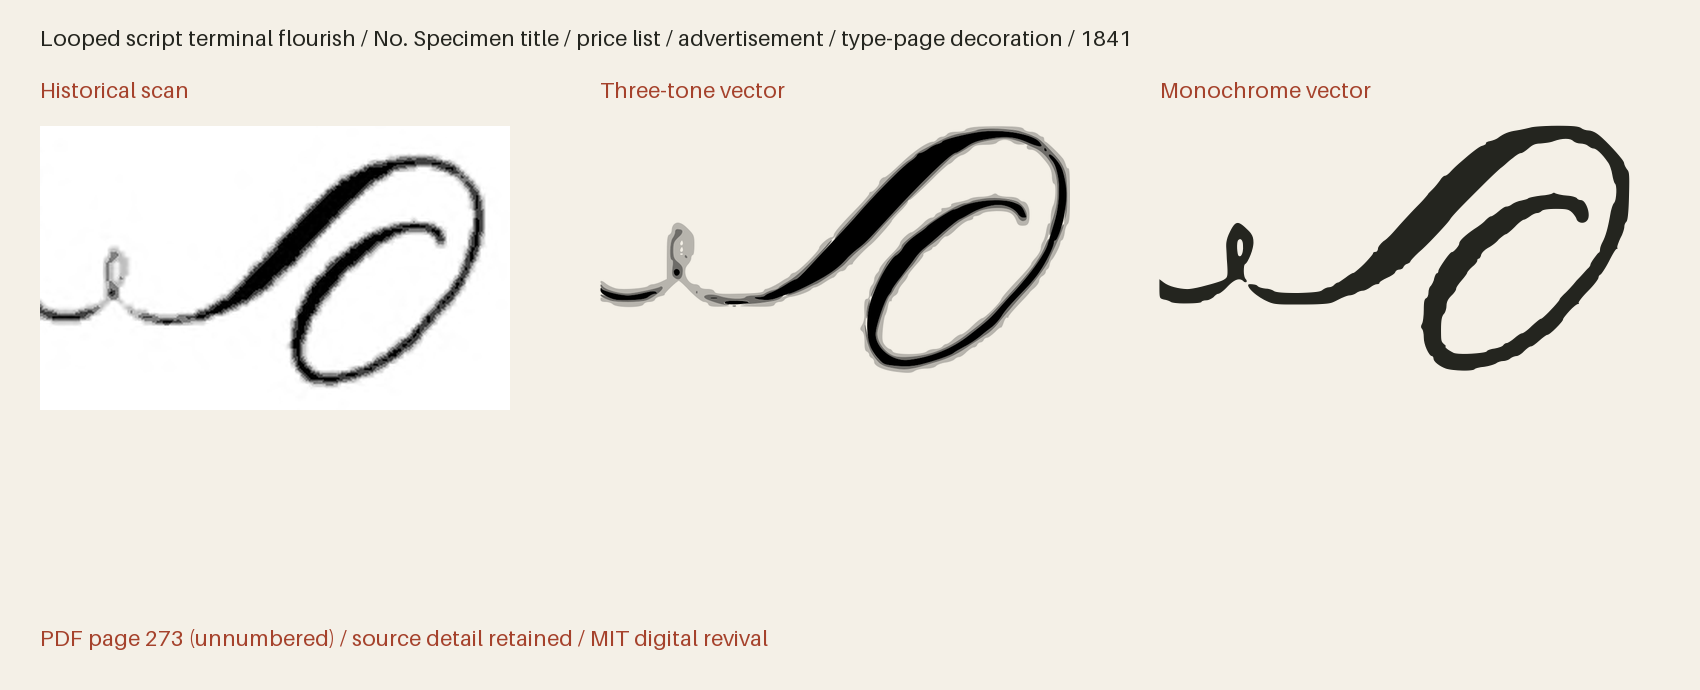 Looped script terminal flourish / No. Specimen title / price list / advertisement / type-page decoration / 1841
Historical scan
Three-tone vector
Monochrome vector
PDF page 273 (unnumbered) / source detail retained / MIT digital revival